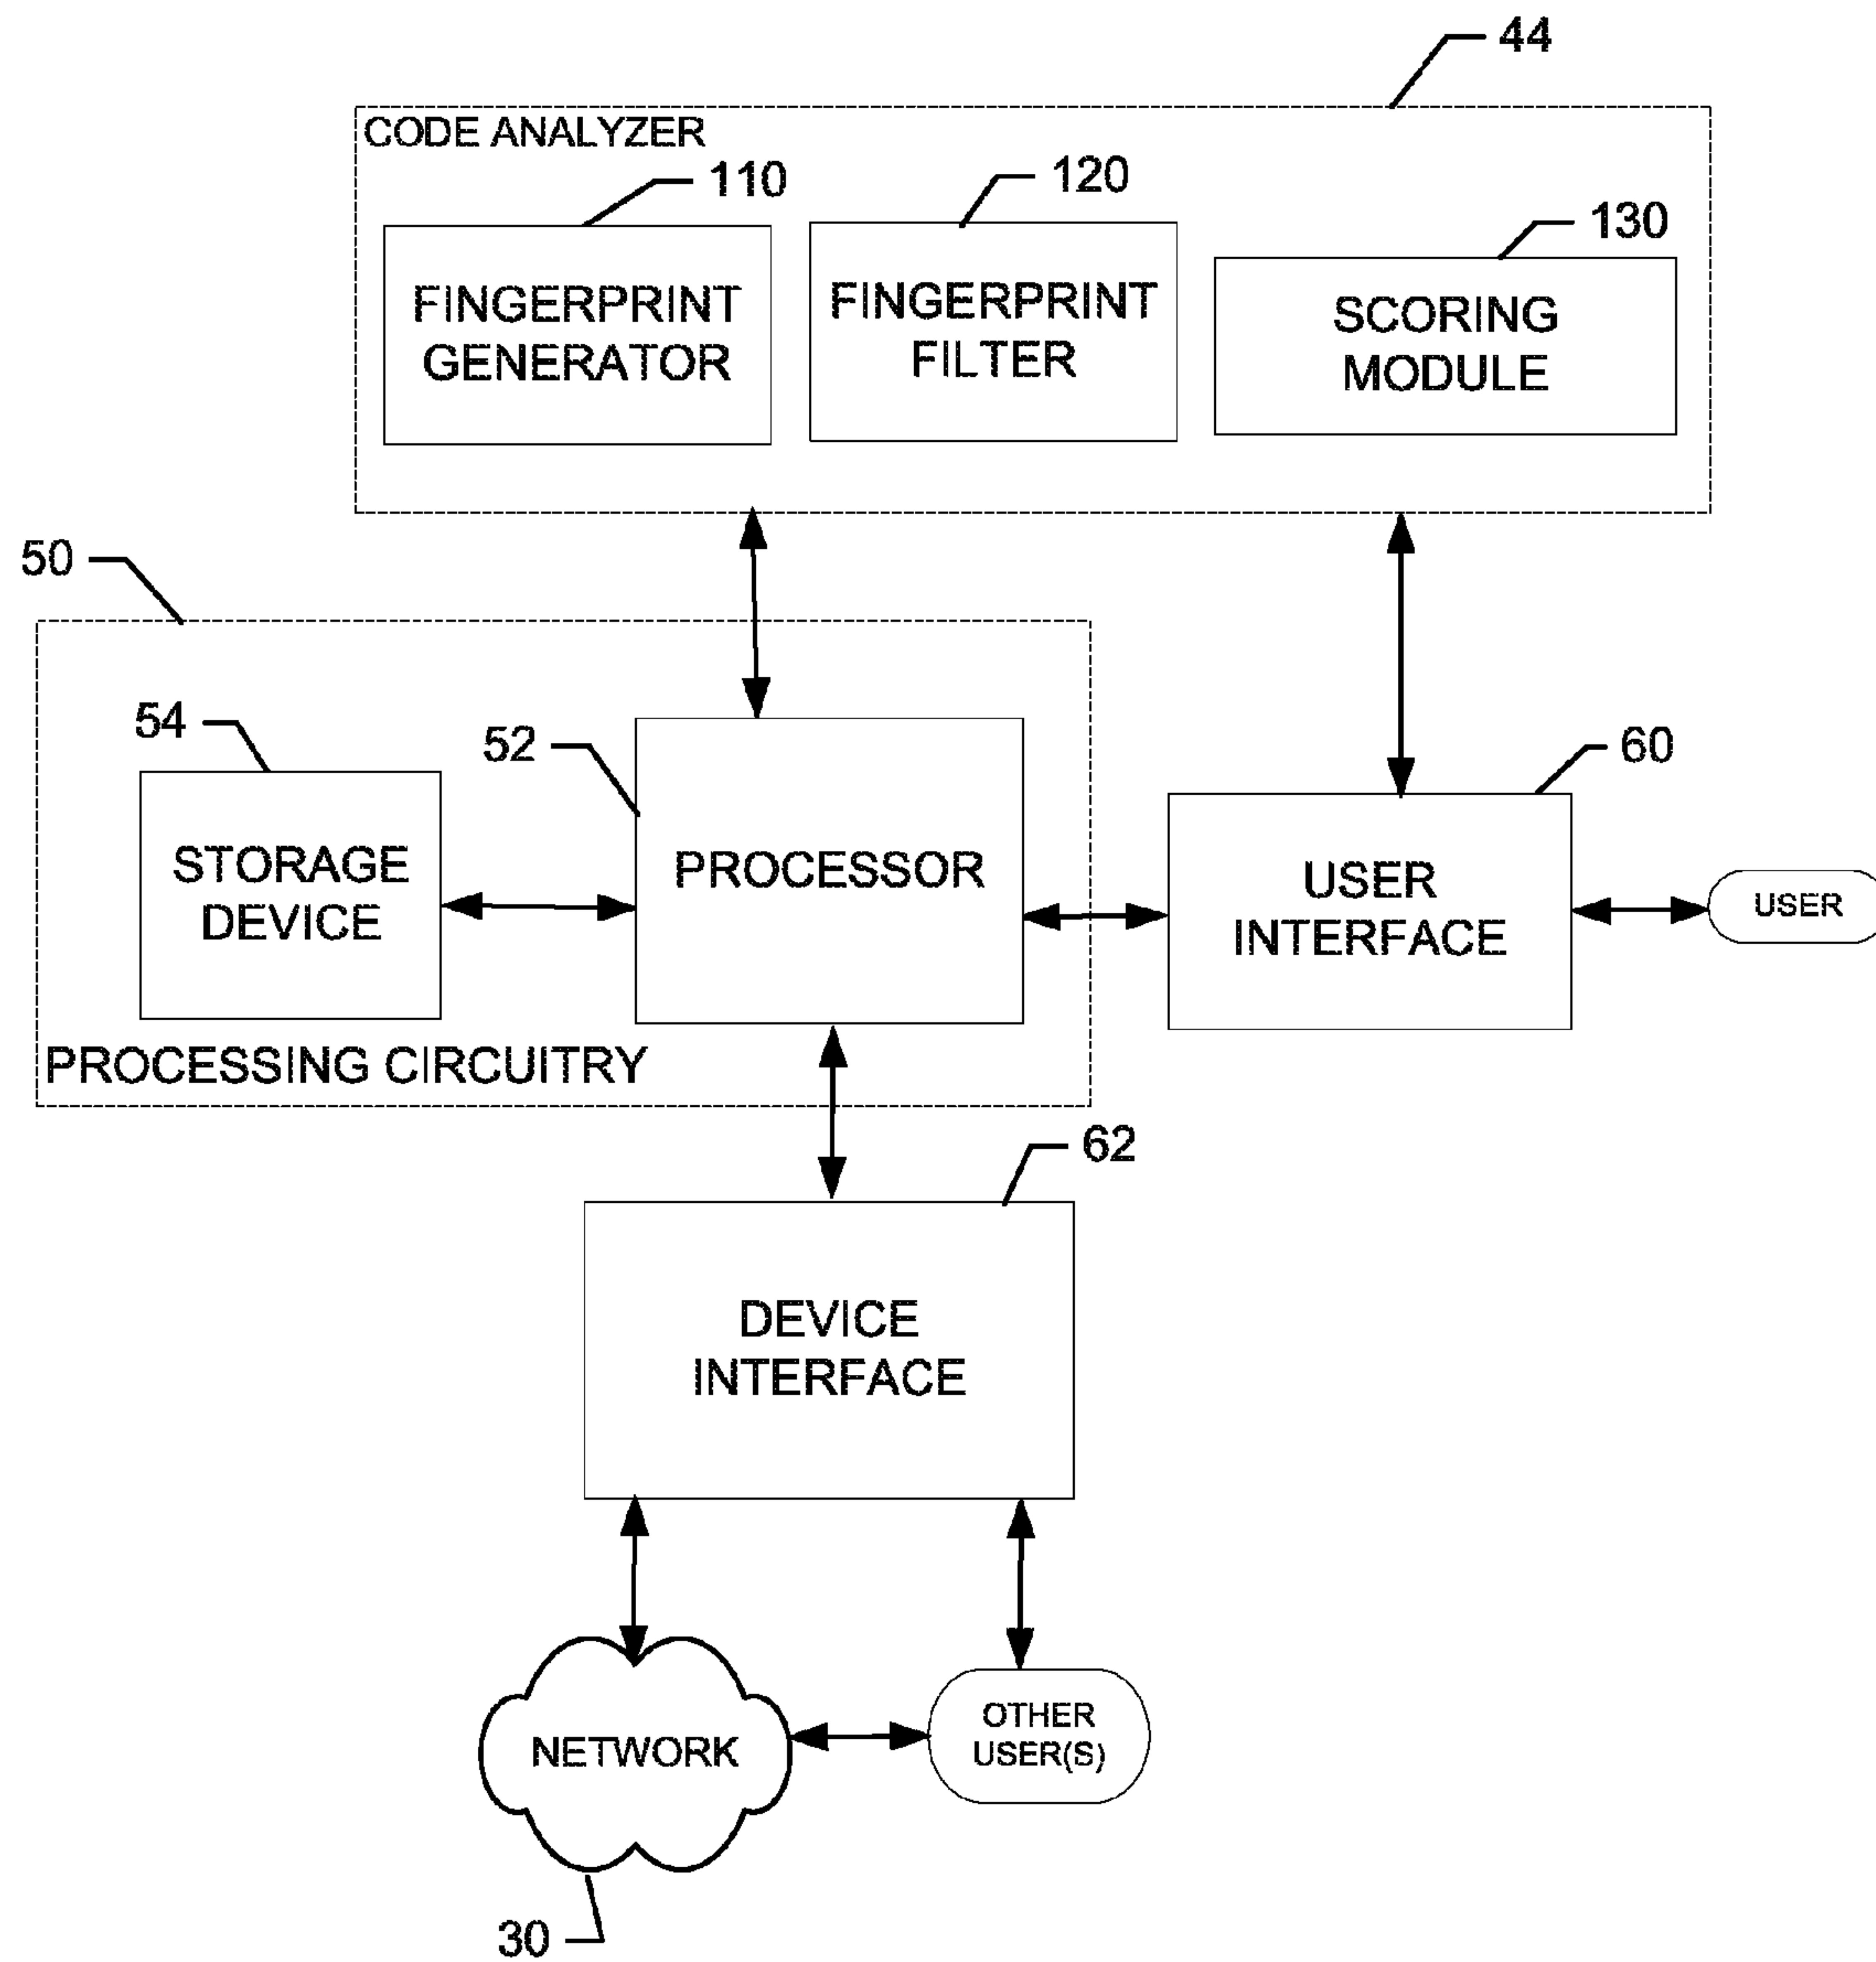 44
CODE ANALYZER
110
120
130
FINGERPRINT
GENERATOR
FINGERPRINT
FILTER
SCORING
MODULE
50
54
52
60
STORAGE
DEVICE
PROCESSOR
USER
INTERFACE
USER
PROCESSING CIRCUITRY
62
DEVICE
INTERFACE
NETWORK
OTHER
USER(S)
30